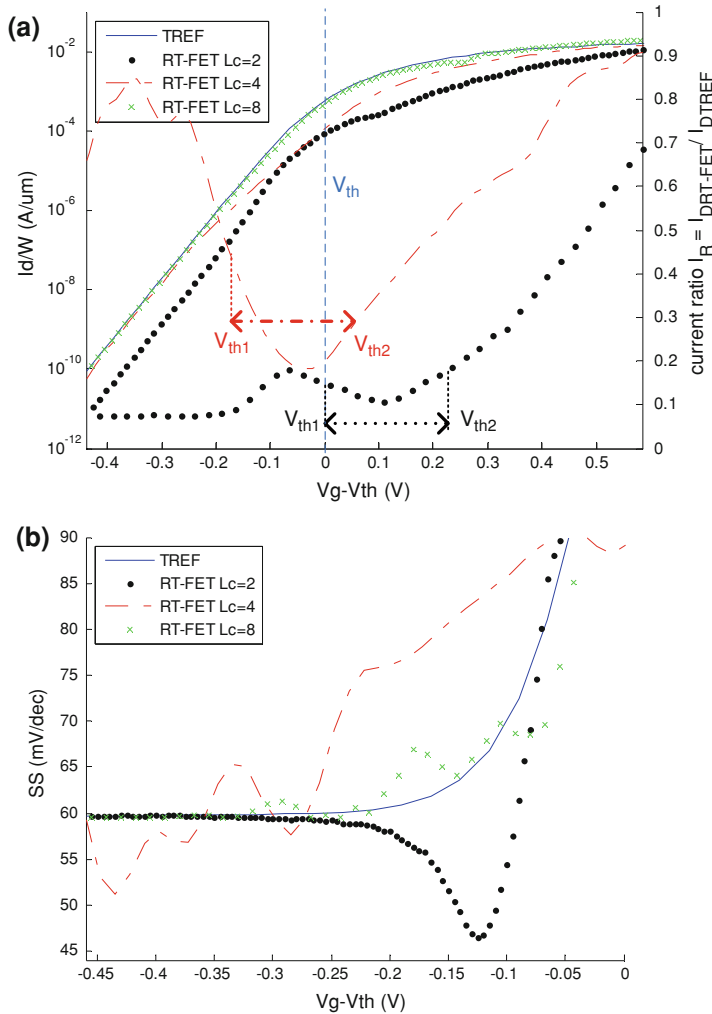 (a)
TREF
RT-FET Lc=2
RT-FET Lc=4
RT-FET Lc=8
10^-2
10^-4
10^-6
10^-8
10^-10
10^-12
Id/W (A/um)
1
0.9
0.8
0.7
0.6
0.5
0.4
0.3
0.2
0.1
0
current ratio I_R = I_DRT-FET / I_DTREF
V_th
V_th1
V_th2
V_th1
V_th2
-0.4 -0.3 -0.2 -0.1 0 0.1 0.2 0.3 0.4 0.5
Vg-Vth (V)
(b)
TREF
RT-FET Lc=2
RT-FET Lc=4
RT-FET Lc=8
90
85
80
75
70
65
60
55
50
45
SS (mV/dec)
-0.45 -0.4 -0.35 -0.3 -0.25 -0.2 -0.15 -0.1 -0.05 0
Vg-Vth (V)